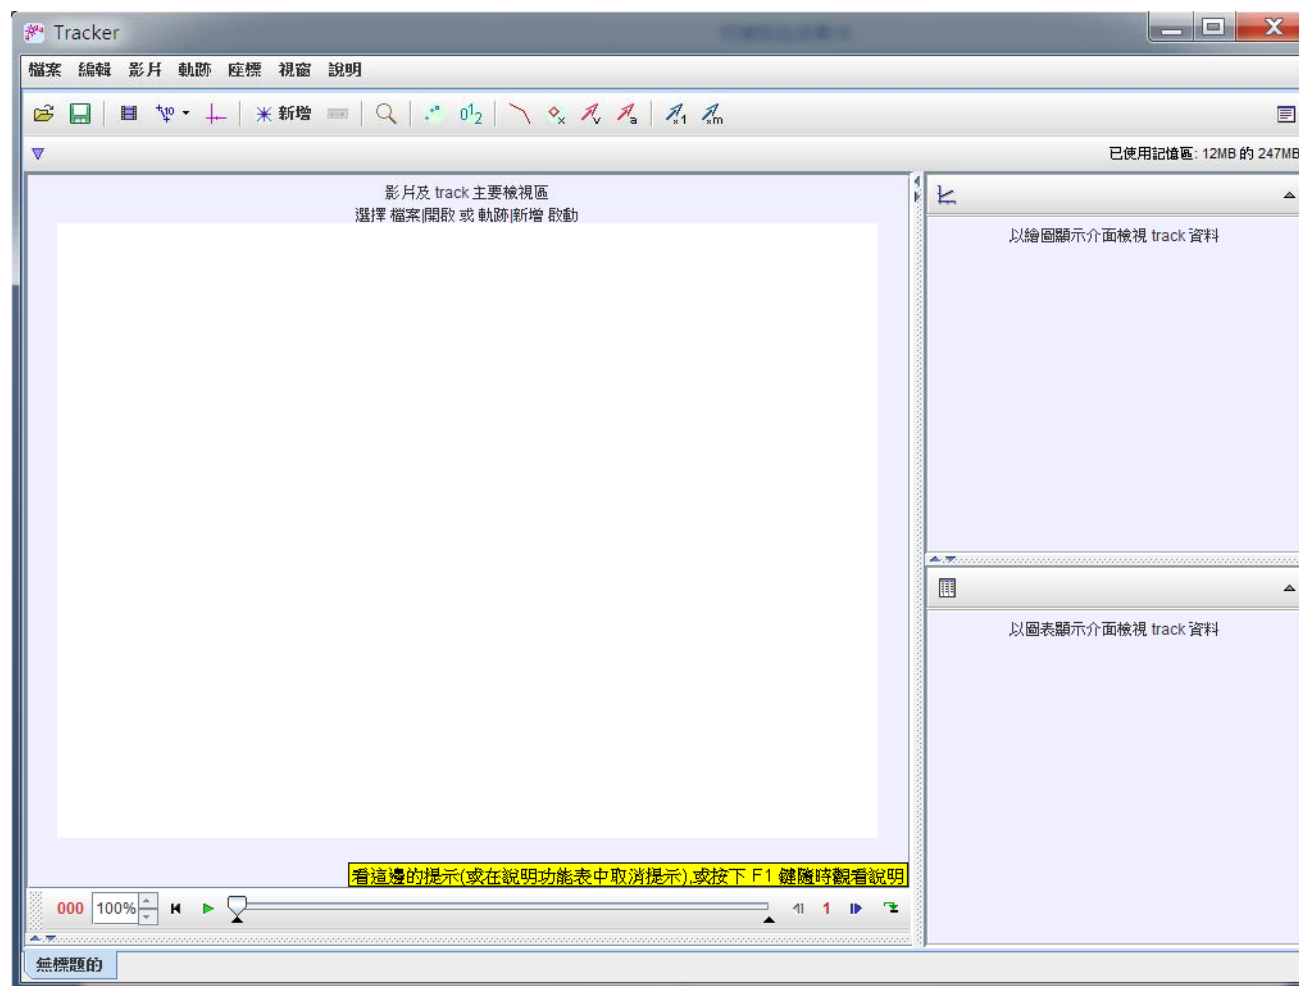 Tracker
檔案 編輯 影片 軌跡 座標 視窗 說明
新增
已使用記憶區: 12MB 的 247MB
影片及 track 主要檢視區
選擇 檔案|開啟 或 軌跡|新增 啟動
以繪圖顯示介面檢視 track 資料
以圖表顯示介面檢視 track 資料
看這邊的提示(或在說明功能表中取消提示),或按下 F1 鍵隨時觀看說明
000 100% 1
無標題的